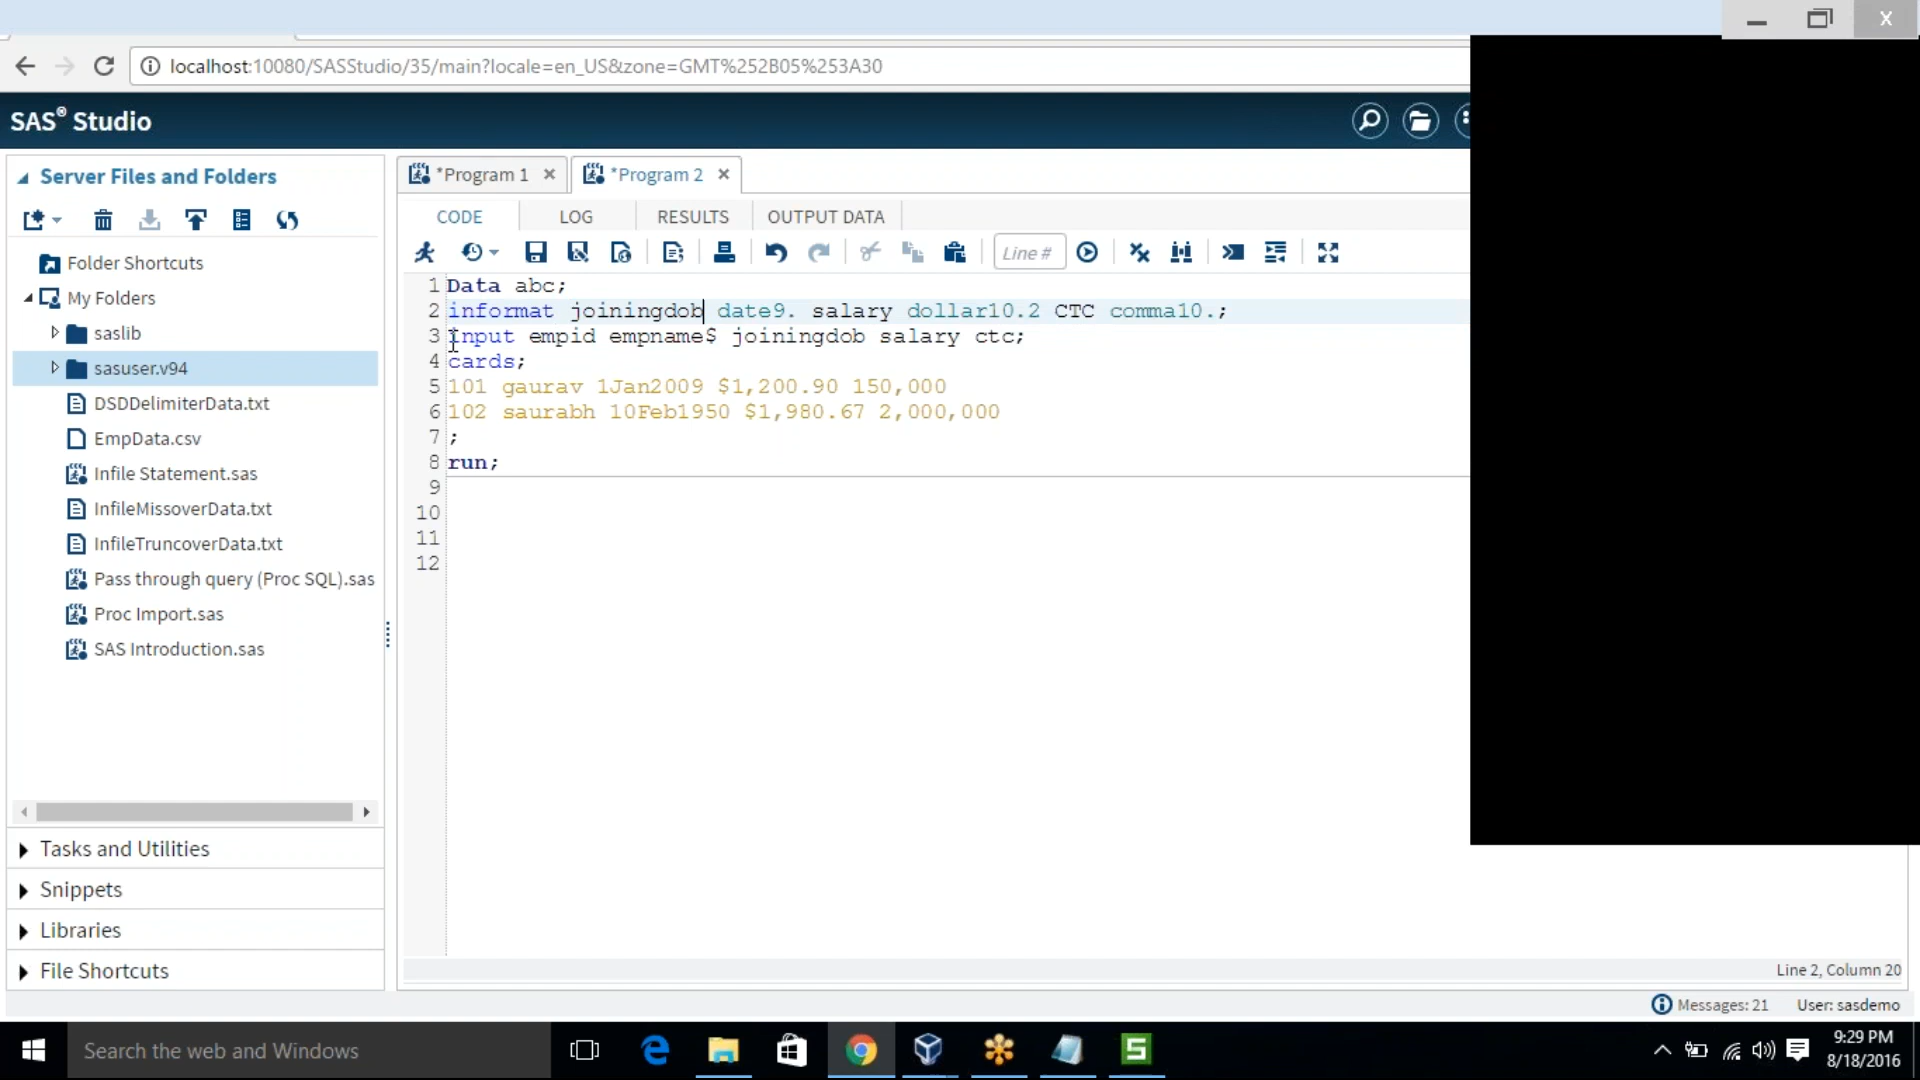 X
localhost:10080/SASStudio/35/main?locale=en_US&zone=GMT%252B05%253A30
SAS® Studio
Server Files and Folders
Folder Shortcuts
My Folders
saslib
sasuser.v94
DSDDelimiterData.txt
EmpData.csv
Infile Statement.sas
InfileMissoverData.txt
InfileTruncoverData.txt
Pass through query (Proc SQL).sas
Proc Import.sas
SAS Introduction.sas
Tasks and Utilities
Snippets
Libraries
File Shortcuts
*Program 1 × *Program 2 ×
CODE LOG RESULTS OUTPUT DATA
Line #
1 Data abc;
2 informat joiningdob date9. salary dollar10.2 CTC comma10.;
3 input empid empname$ joiningdob salary ctc;
4 cards;
5 101 gaurav 1Jan2009 $1,200.90 150,000
6 102 saurabh 10Feb1950 $1,980.67 2,000,000
7 ;
8 run;
9
10
11
12
Line 2, Column 20
Messages: 21 User: sasdemo
Search the web and Windows
9:29 PM
8/18/2016